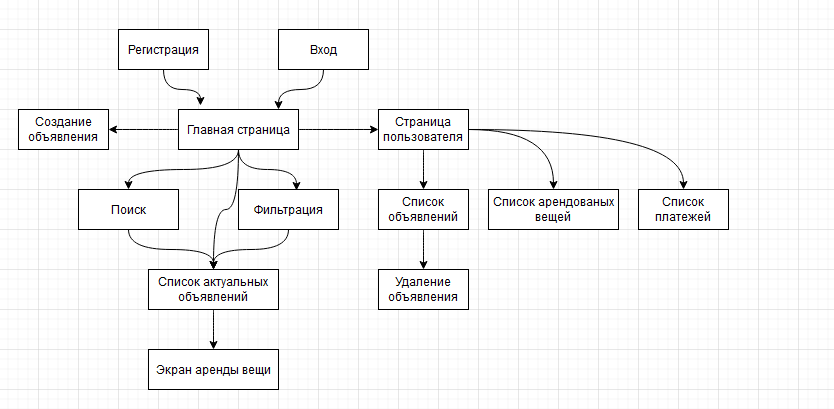 Регистрация
Вход
Создание
объявления
Главная страница
Страница
пользователя
Поиск
Фильтрация
Список
объявлений
Список арендованых
вещей
Список
платежей
Список актуальных
объявлений
Удаление
объявления
Экран аренды вещи